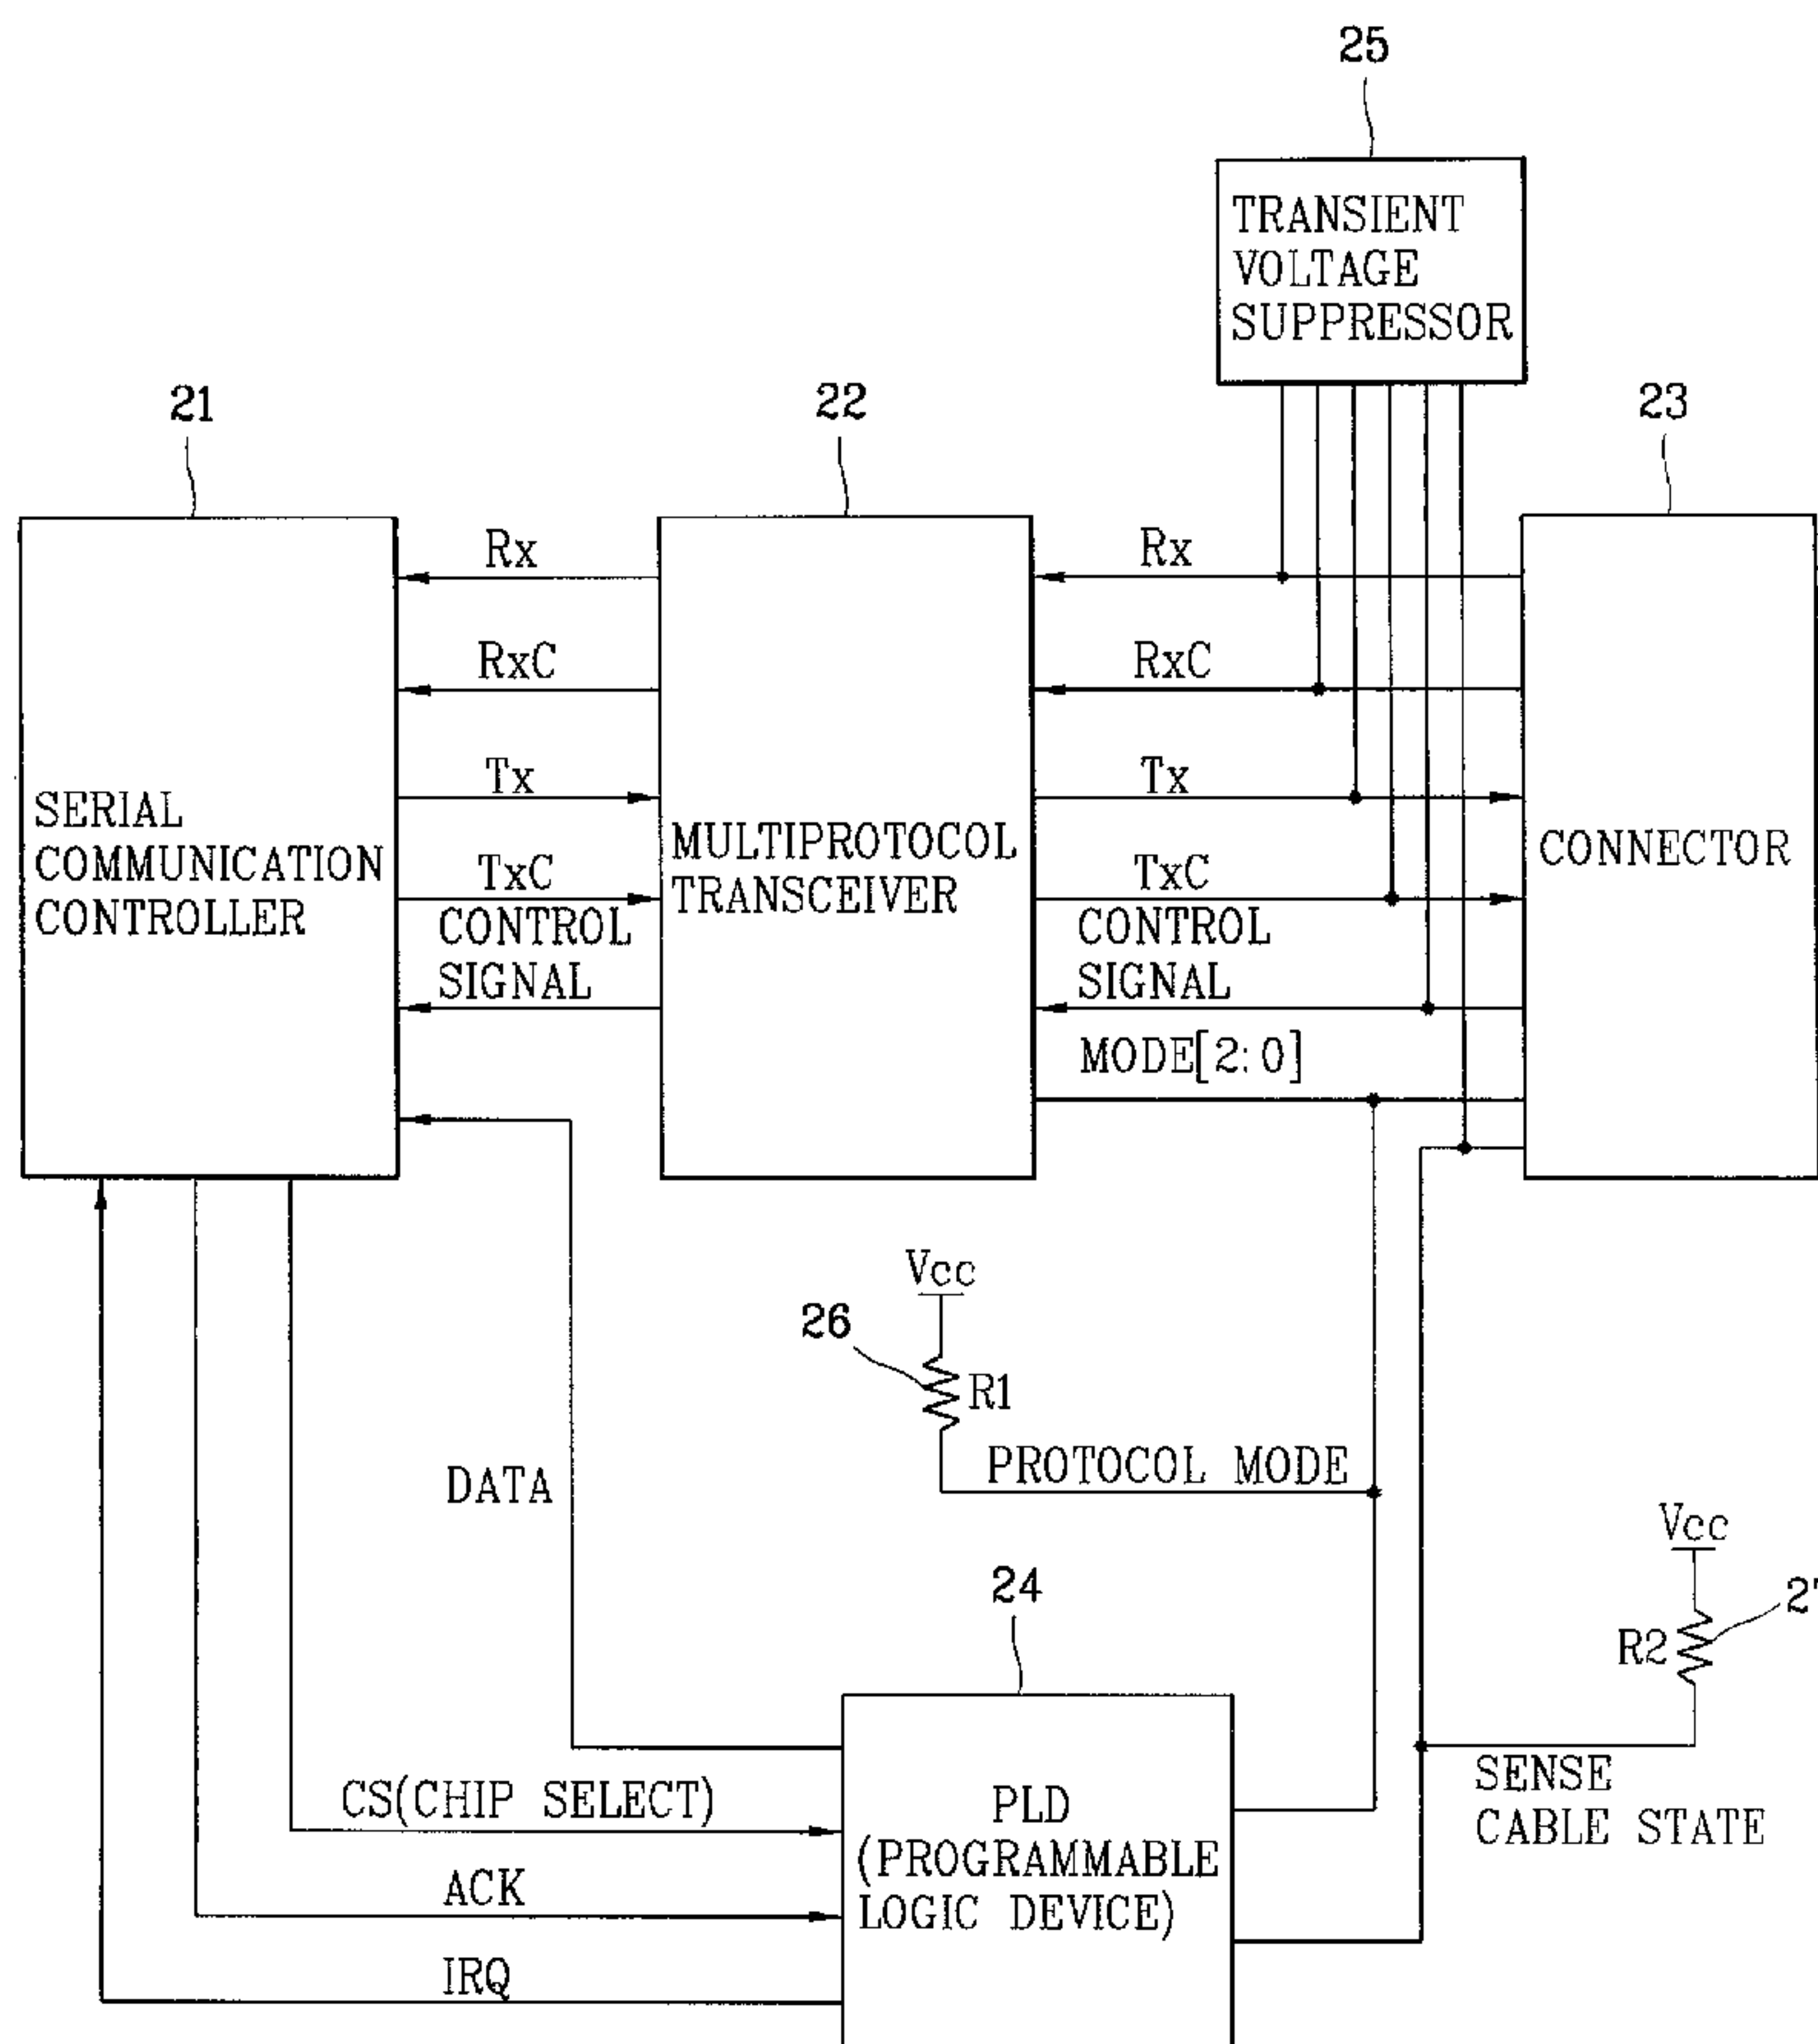 25
TRANSIENT
VOLTAGE
SUPPRESSOR
21
22
23
Rx
Rx
RxC
RxC
Tx
Tx
SERIAL
COMMUNICATION
CONTROLLER
MULTIPROTOCOL
TRANSCEIVER
CONNECTOR
TxC
TxC
CONTROL
SIGNAL
CONTROL
SIGNAL
MODE[2:0]
Vcc
26
R1
PROTOCOL MODE
DATA
Vcc
24
R2
SENSE
CABLE STATE
CS(CHIP SELECT)
PLD
(PROGRAMMABLE
LOGIC DEVICE)
ACK
IRQ